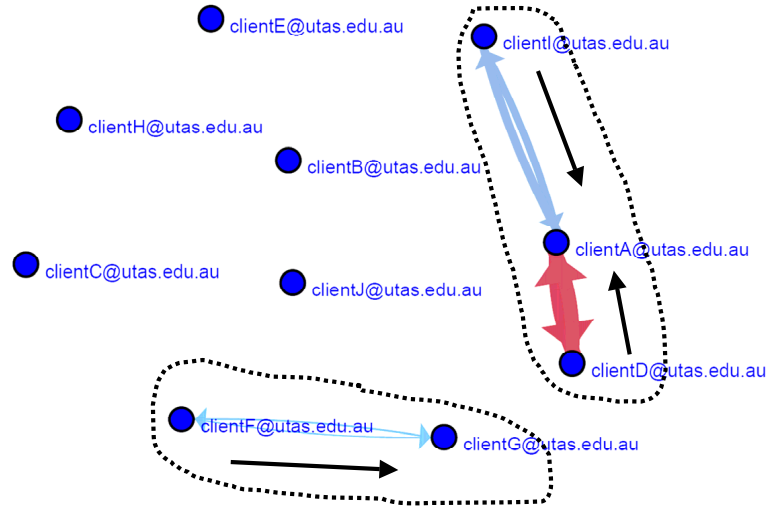 clientE@utas.edu.au
clientI@utas.edu.au
clientH@utas.edu.au
clientB@utas.edu.au
clientA@utas.edu.au
clientC@utas.edu.au
clientJ@utas.edu.au
clientD@utas.edu.au
clientF@utas.edu.au
clientG@utas.edu.au